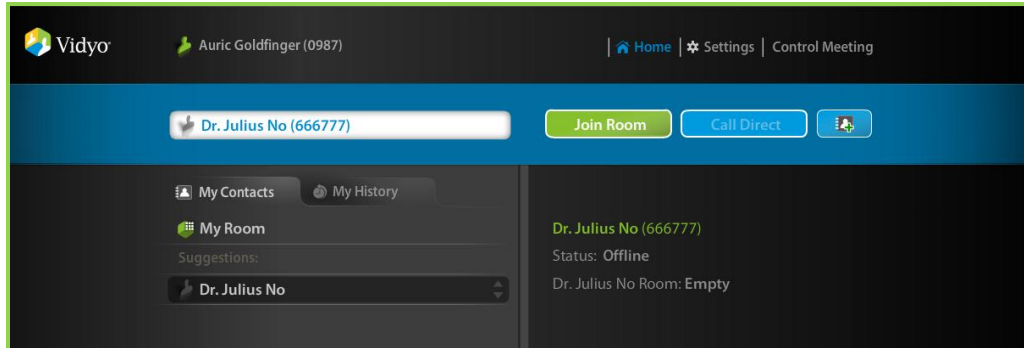 Vidyo
Auric Goldfinger (0987)
Home | Settings | Control Meeting
Dr. Julius No (666777)
Join Room
Call Direct
My Contacts
My History
My Room
Suggestions:
Dr. Julius No
Dr. Julius No (666777)
Status: Offline
Dr. Julius No Room: Empty